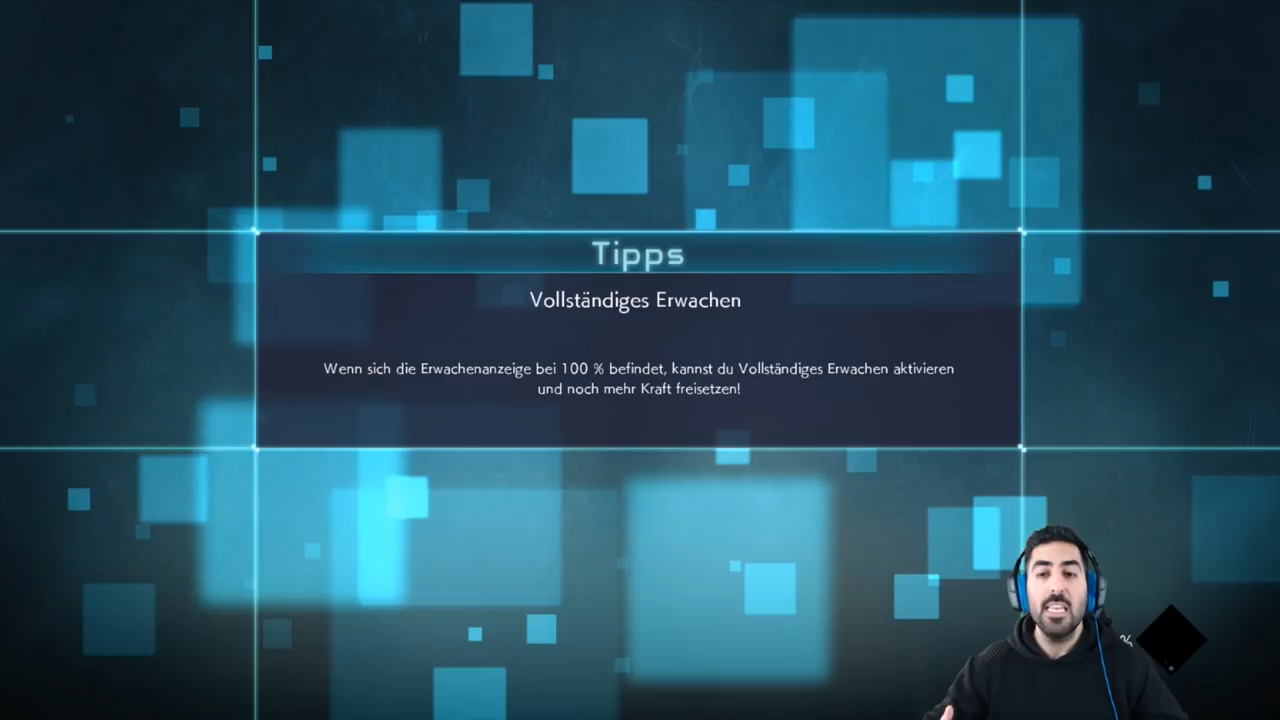 Tipps
Vollständiges Erwachen
Wenn sich die Erwachenanzeige bei 100 % befindet, kannst du Vollständiges Erwachen aktivieren
und noch mehr Kraft freisetzen!
%